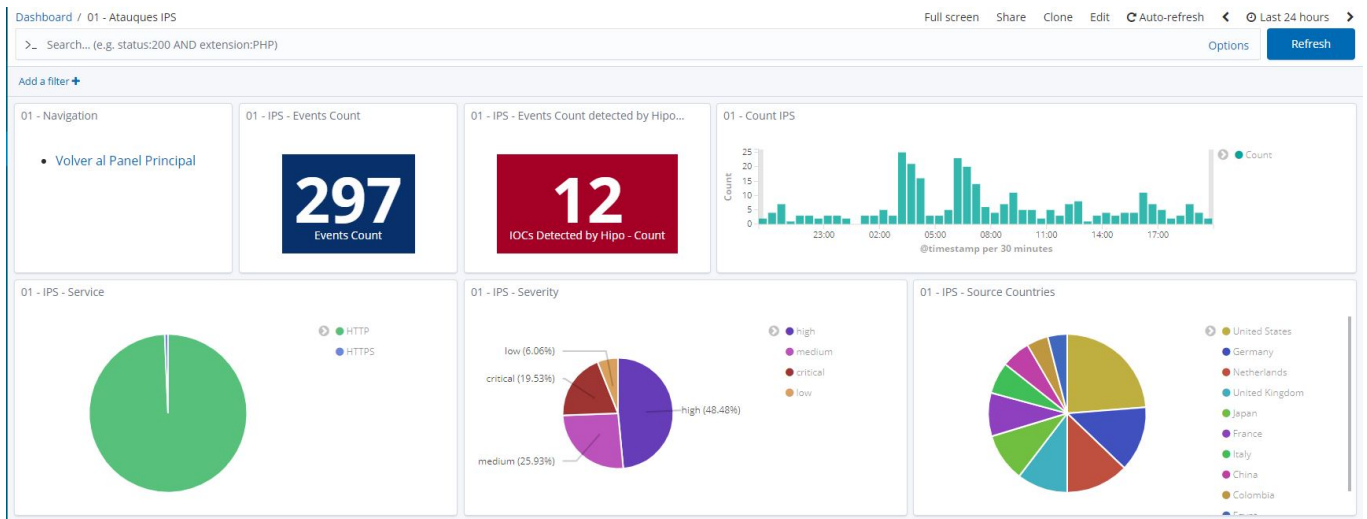 Dashboard / 01 - Atauques IPS
Full screen Share Clone Edit Auto-refresh Last 24 hours
>_ Search... (e.g. status:200 AND extension:PHP)
Options Refresh
Add a filter +
01 - Navigation
Volver al Panel Principal
01 - IPS - Events Count
297
Events Count
01 - IPS - Events Count detected by Hipo...
12
IOCs Detected by Hipo - Count
01 - Count IPS
Count
25
20
15
10
5
0
23:00 02:00 05:00 08:00 11:00 14:00 17:00
@timestamp per 30 minutes
Count
01 - IPS - Service
HTTP
HTTPS
01 - IPS - Severity
low (6.06%)
critical (19.53%)
medium (25.93%)
high (48.48%)
high
medium
critical
low
01 - IPS - Source Countries
United States
Germany
Netherlands
United Kingdom
Japan
France
Italy
China
Colombia